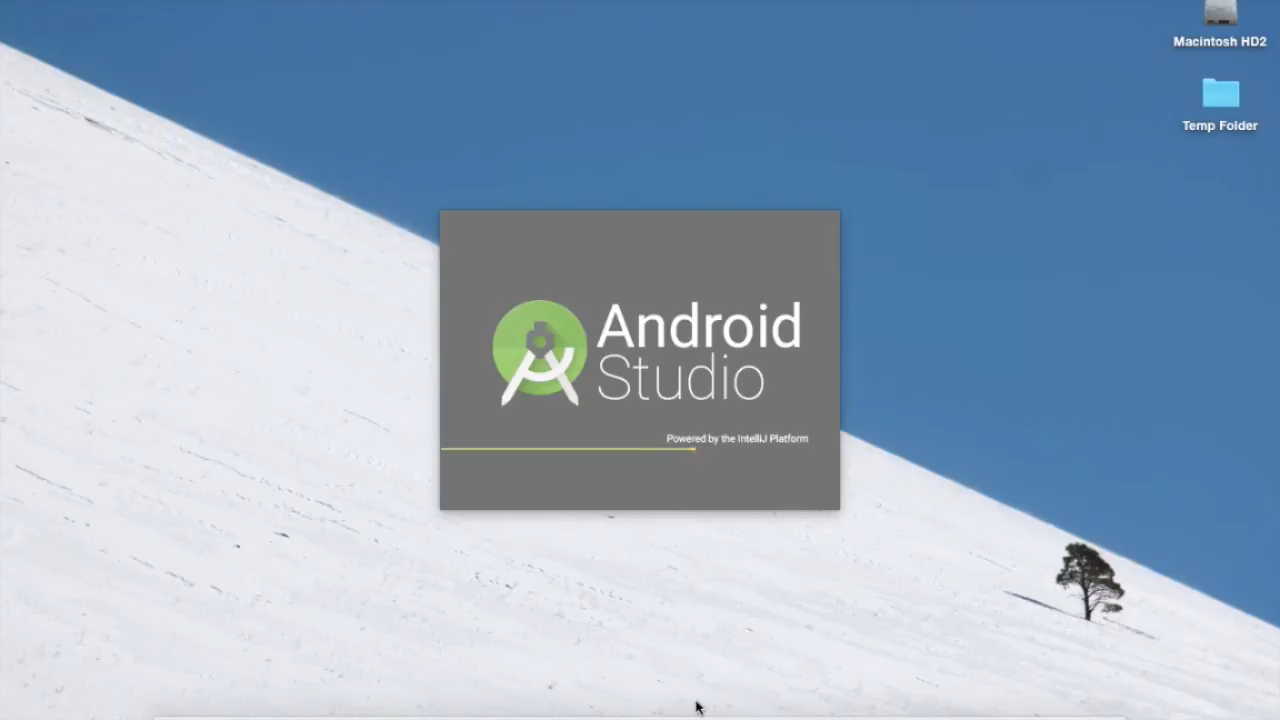 Macintosh HD2
Temp Folder
Android
Studio
Powered by the IntelliJ Platform